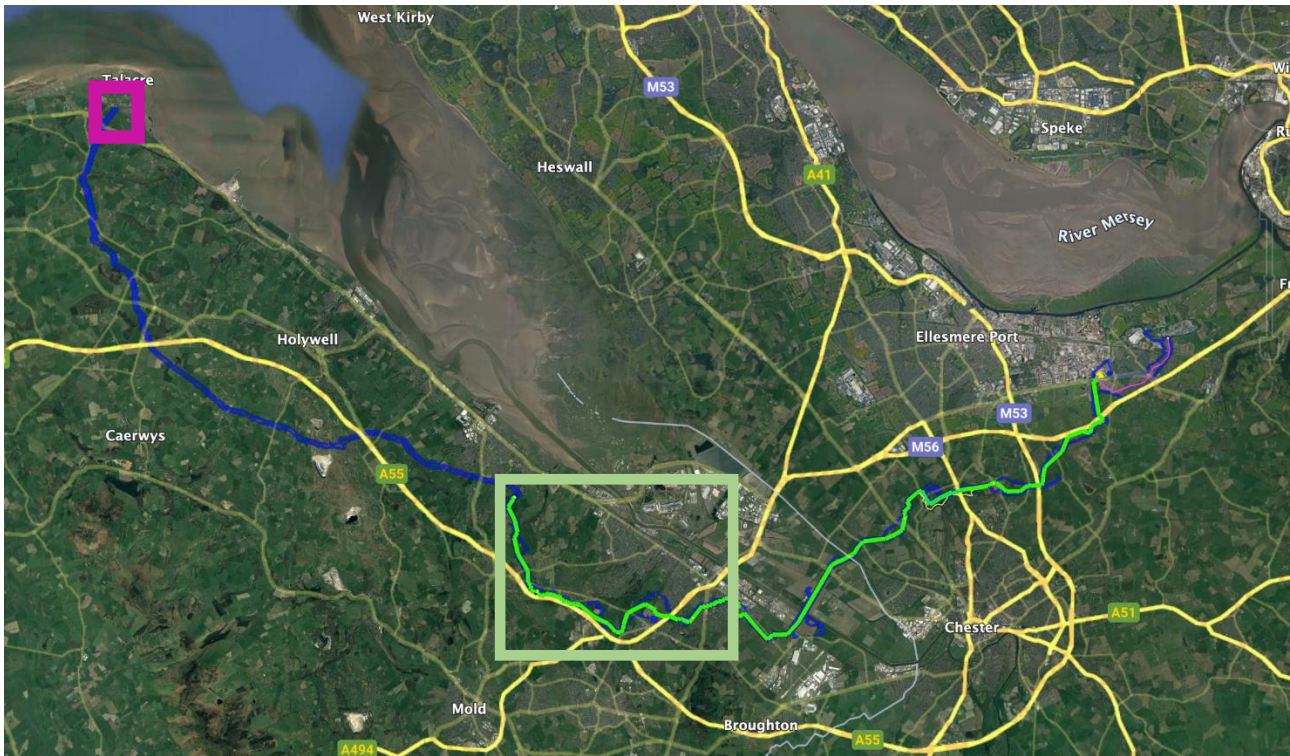 West Kirby
Talacre
M53
Speke
Heswall
A41
River Mersey
Ellesmere Port
Holywell
M53
Caerwys
M56
A55
Chester
A51
Mold
Broughton
A494
A55